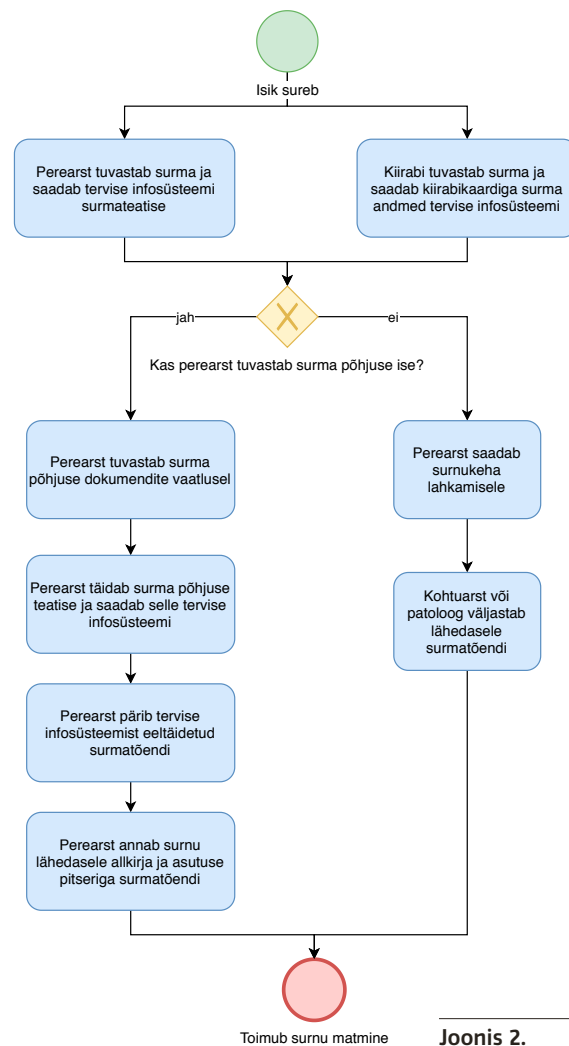 Isik sureb
Perearst tuvastab surma ja
saadab tervise infosüsteemi
surmateatise
Kiirabi tuvastab surma ja
saadab kiirabikaardiga surma
andmed tervise infosüsteemi
jah
ei
Kas perearst tuvastab surma põhjuse ise?
Perearst tuvastab surma
põhjuse dokumendite vaatlusel
Perearst saadab
surnukeha
lahkamisele
Perearst täidab surma põhjuse
teatise ja saadab selle tervise
infosüsteemi
Kohtuarst või
patoloog väljastab
lähedasele
surmatõendi
Perearst pärib tervise
infosüsteemist eeltäidetud
surmatõendi
Perearst annab surnu
lähedasele allkirja ja asutuse
pitseriga surmatõendi
Toimub surnu matmine
Joonis 2.